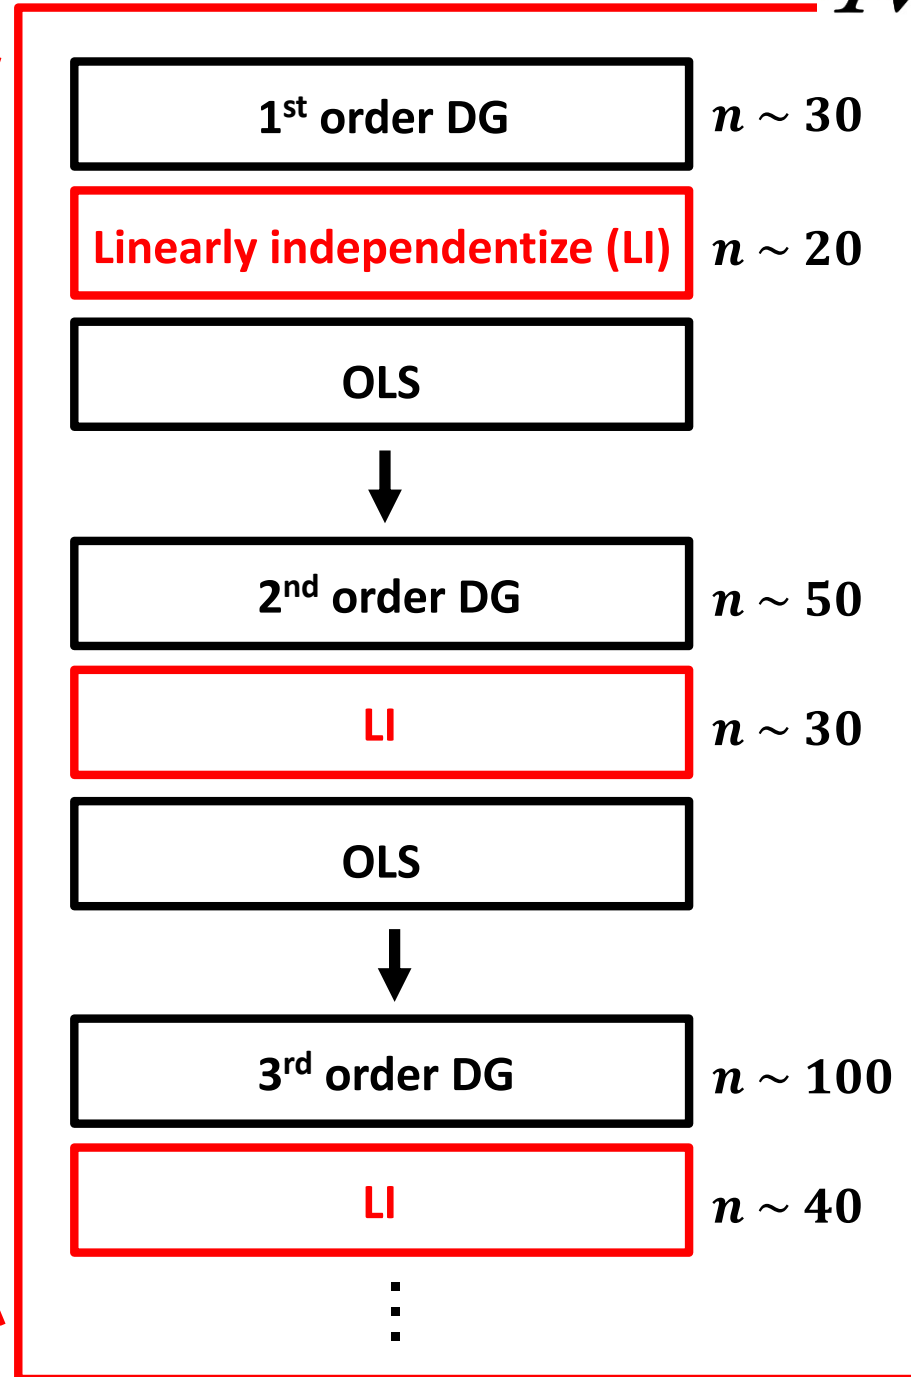 1st order DG n ~ 30
Linearly independentize (LI) n ~ 20
OLS
2nd order DG n ~ 50
LI n ~ 30
OLS
3rd order DG n ~ 100
LI n ~ 40
⋮